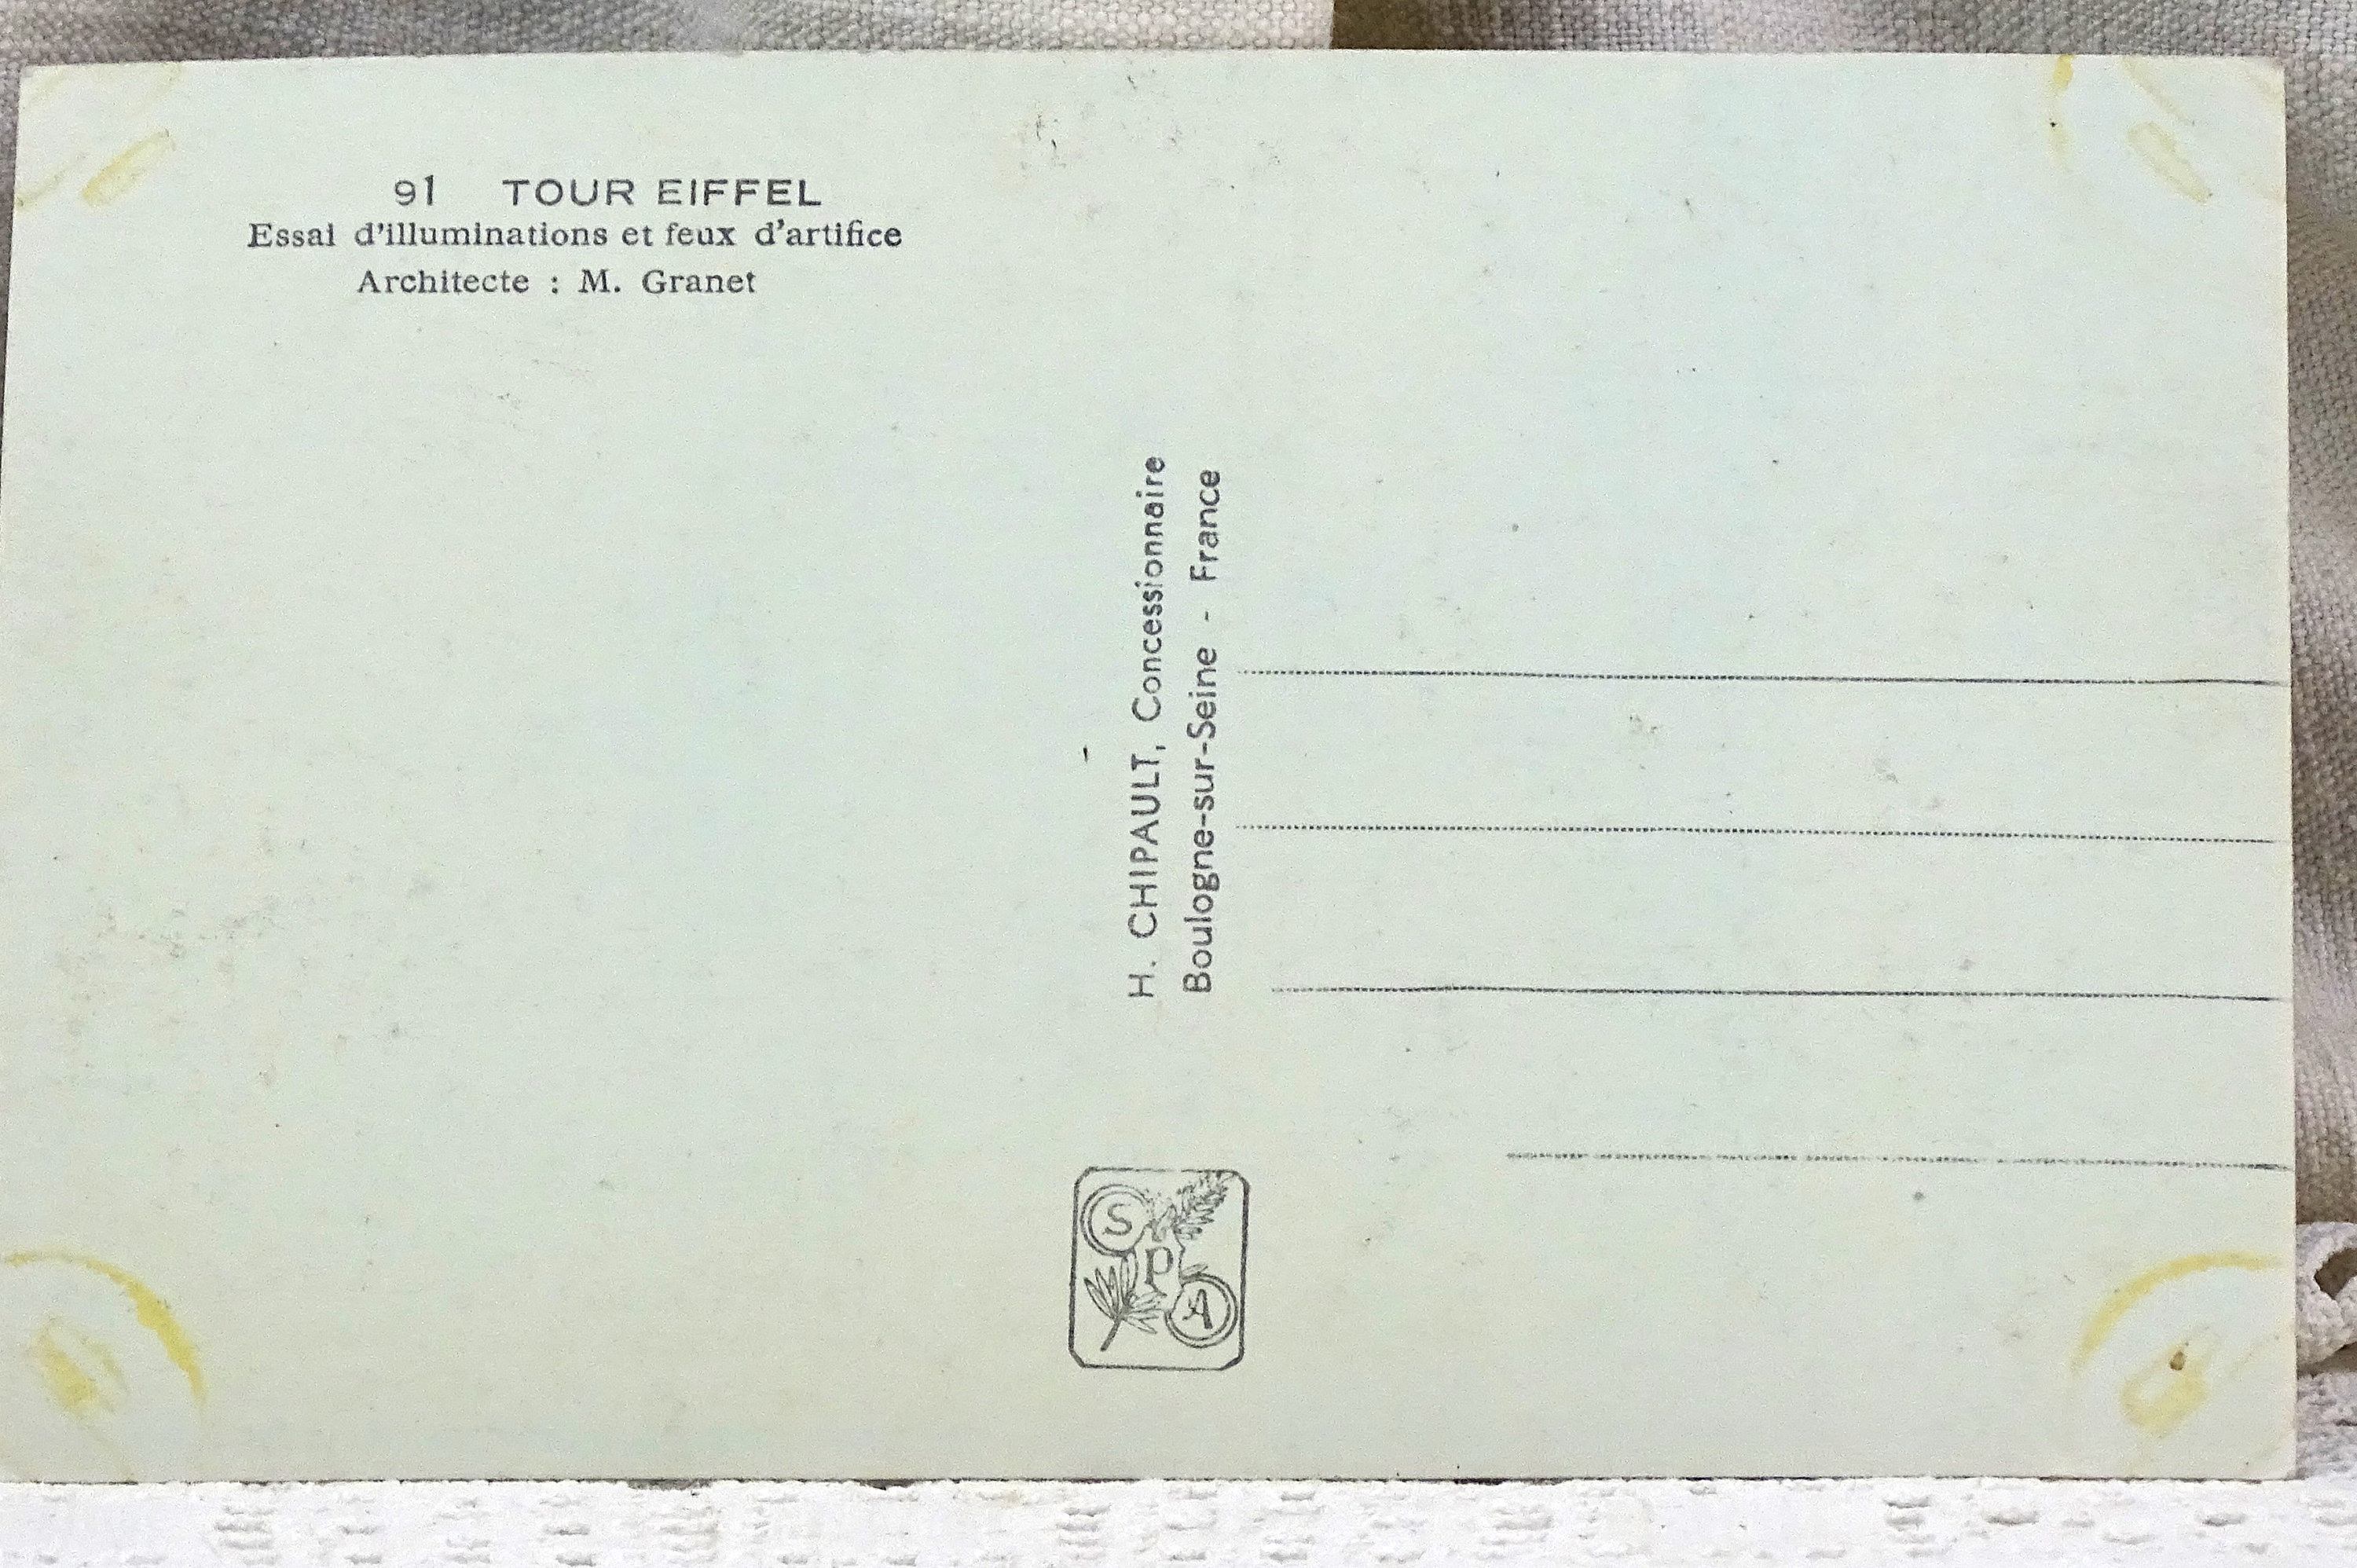 91 TOUR EIFFEL
Essai d'illuminations et feux d'artifice
Architecte : M. Granet
H. CHIPAULT, Concessionnaire
Boulogne-sur-Seine - France
S
P
A